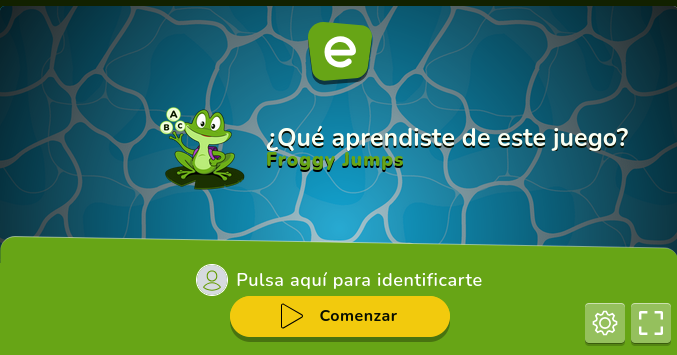 e
A
B C
¿Qué aprendiste de este juego?
Froggy Jumps
Pulsa aquí para identificarte
Comenzar